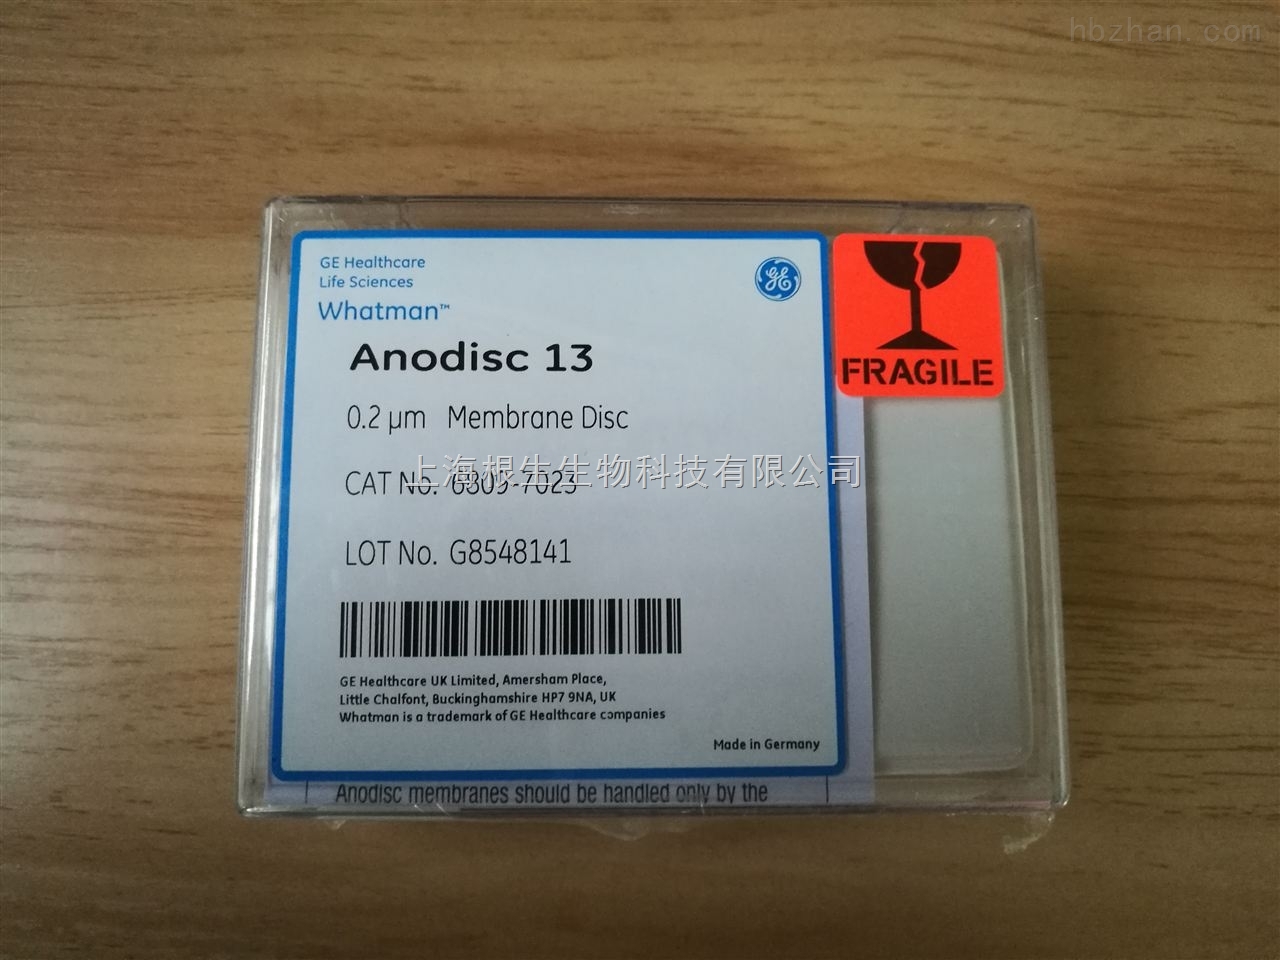 hbzhan.com
GE Healthcare
Life Sciences
Whatman™
GE
Anodisc 13
FRAGILE
0.2 µm Membrane Disc
上海根生生物科技有限公司
CAT No. 6809-7023
LOT No. G8548141
GE Healthcare UK Limited, Amersham Place,
Little Chalfont, Buckinghamshire HP7 9NA, UK
Whatman is a trademark of GE Healthcare companies
Made in Germany
Anodisc membranes should be handled only by the